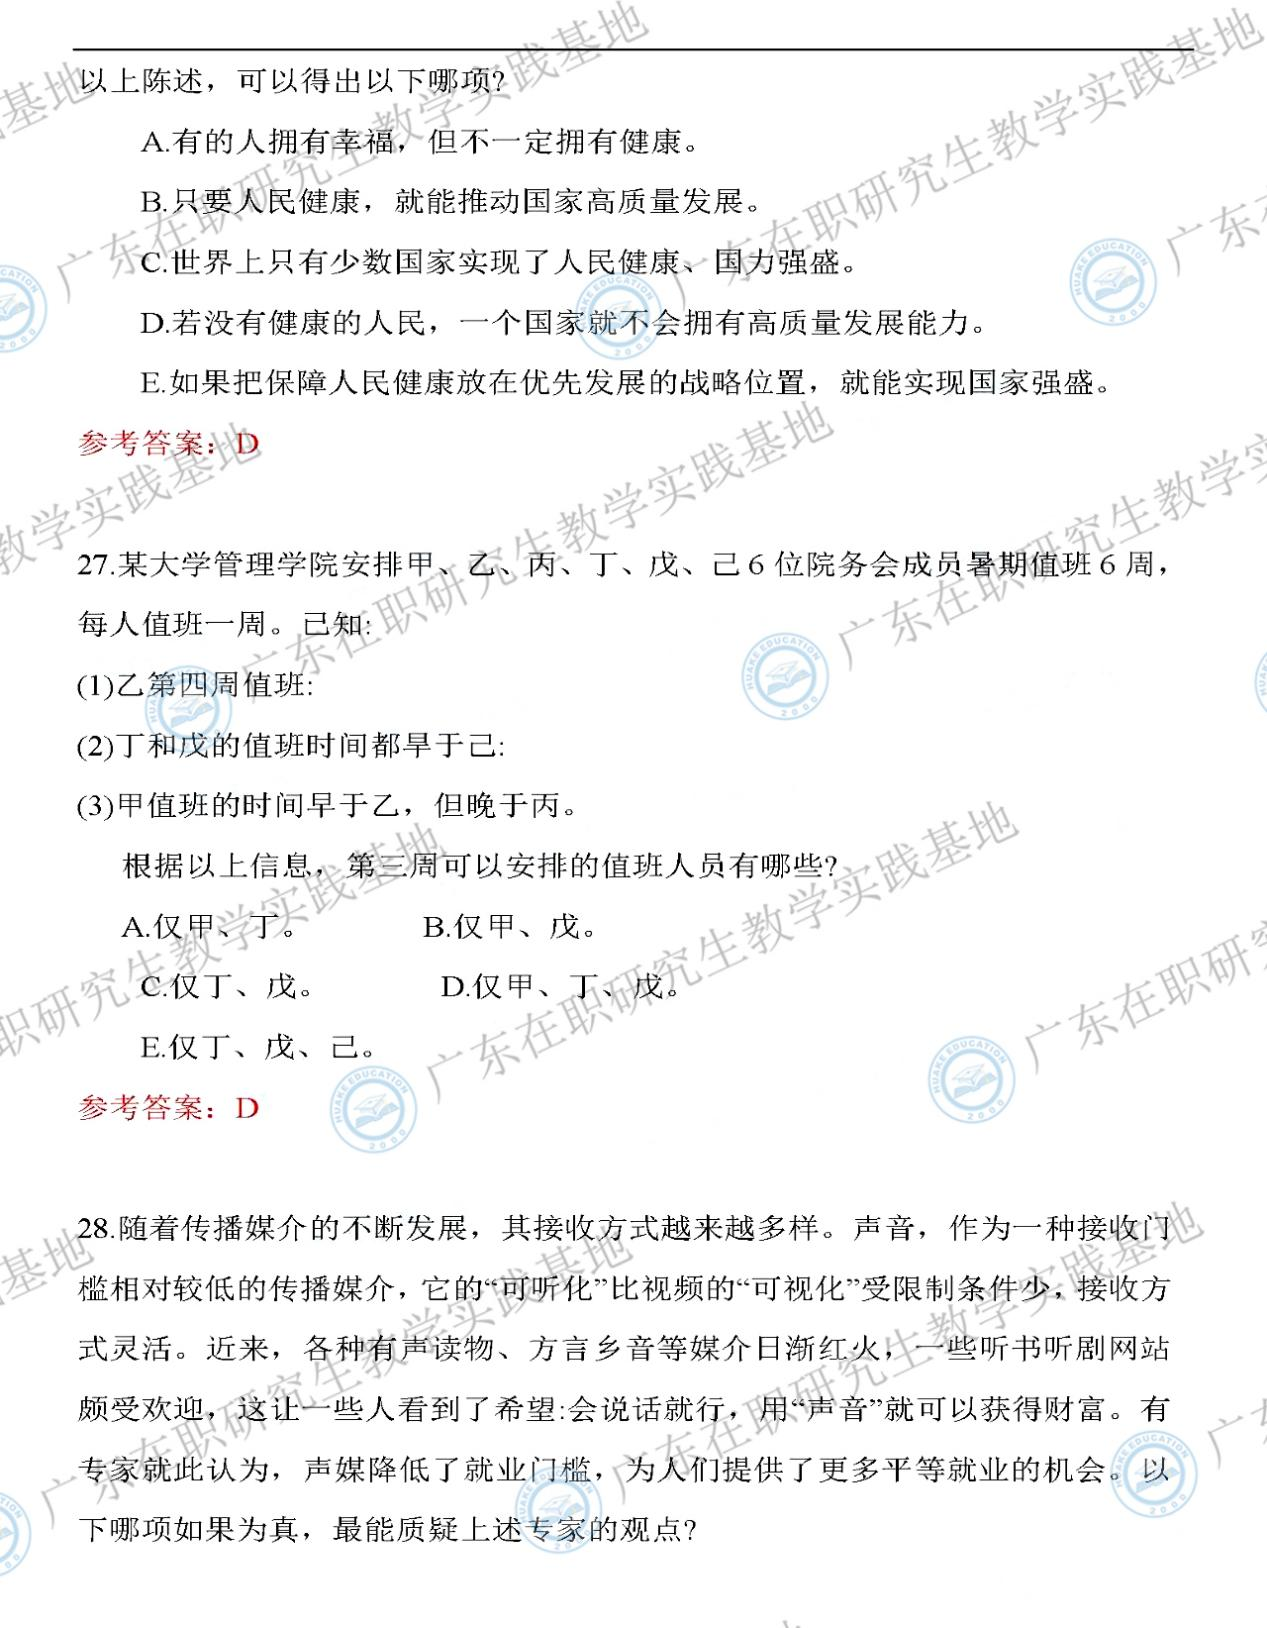 以上陈述，可以得出以下哪项?
A.有的人拥有幸福，但不一定拥有健康。
B.只要人民健康，就能推动国家高质量发展。
C.世界上只有少数国家实现了人民健康、国力强盛。
D.若没有健康的人民，一个国家就不会拥有高质量发展能力。
E.如果把保障人民健康放在优先发展的战略位置，就能实现国家强盛。
参考答案：D
27.某大学管理学院安排甲、乙、丙、丁、戊、己6位院务会成员暑期值班6周，
每人值班一周。己知:
(1)乙第四周值班:
(2)丁和戊的值班时间都早于己:
(3)甲值班的时间早于乙，但晚于丙。
根据以上信息，第三周可以安排的值班人员有哪些?
A.仅甲、丁。 B.仅甲、戊。
C.仅丁、戊。 D.仅甲、丁、戊。
E.仅丁、戊、己。
参考答案：D
28.随着传播媒介的不断发展，其接收方式越来越多样。声音，作为一种接收门
槛相对较低的传播媒介，它的“可听化”比视频的“可视化”受限制条件少，接收方
式灵活。近来，各种有声读物、方言乡音等媒介日渐红火，一些听书听剧网站
颇受欢迎，这让一些人看到了希望:会说话就行，用“声音”就可以获得财富。有
专家就此认为，声媒降低了就业门槛，为人们提供了更多平等就业的机会。以
下哪项如果为真，最能质疑上述专家的观点?
广东在职研究生教学实践基地
HUAKE EDUCATION
2000